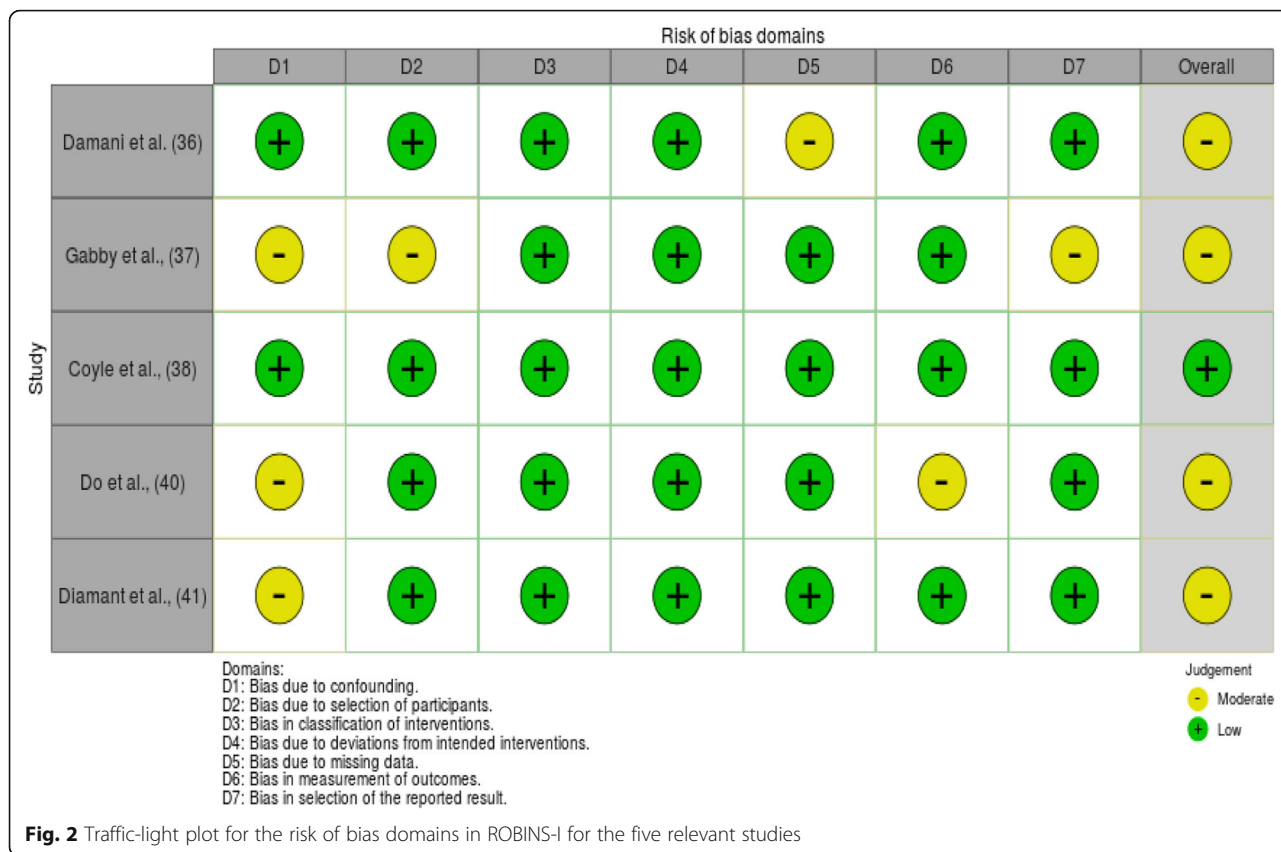 Risk of bias domains
D1 D2 D3 D4 D5 D6 D7 Overall
Study
Damani et al. (36) + + + + - + + -
Gabby et al., (37) - - + + + + - -
Coyle et al., (38) + + + + + + + +
Do et al., (40) - + + + + - + -
Diamant et al., (41) - + + + + + + -
Domains:
D1: Bias due to confounding.
D2: Bias due to selection of participants.
D3: Bias in classification of interventions.
D4: Bias due to deviations from intended interventions.
D5: Bias due to missing data.
D6: Bias in measurement of outcomes.
D7: Bias in selection of the reported result.
Judgement
- Moderate
+ Low
Fig. 2 Traffic-light plot for the risk of bias domains in ROBINS-I for the five relevant studies